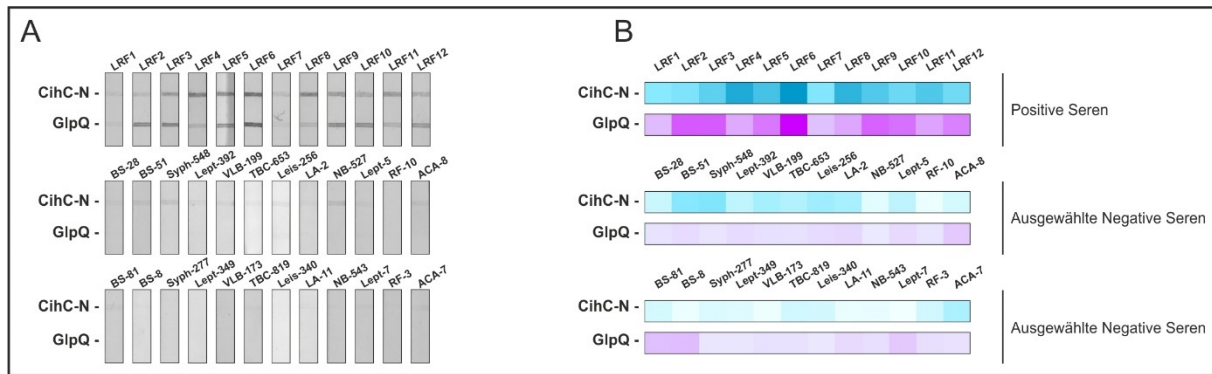 A
LRF1 LRF2 LRF3 LRF4 LRF5 LRF6 LRF7 LRF8 LRF9 LRF10 LRF11 LRF12
CihC-N -
GlpQ -
BS-28 BS-51 Syph-548 Lept-392 VLB-199 TBC-653 Leis-256 LA-2 NB-527 Lept-5 RF-10 ACA-8
CihC-N -
GlpQ -
BS-81 BS-8 Syph-277 Lept-349 VLB-173 TBC-819 Leis-340 LA-11 NB-543 Lept-7 RF-3 ACA-7
CihC-N -
GlpQ -
B
LRF1 LRF2 LRF3 LRF4 LRF5 LRF6 LRF7 LRF8 LRF9 LRF10 LRF11 LRF12
CihC-N -
GlpQ -
Positive Seren
BS-28 BS-51 Syph-548 Lept-392 VLB-199 TBC-653 Leis-256 LA-2 NB-527 Lept-5 RF-10 ACA-8
CihC-N -
GlpQ -
Ausgewählte Negative Seren
BS-81 BS-8 Syph-277 Lept-349 VLB-173 TBC-819 Leis-340 LA-11 NB-543 Lept-7 RF-3 ACA-7
CihC-N -
GlpQ -
Ausgewählte Negative Seren